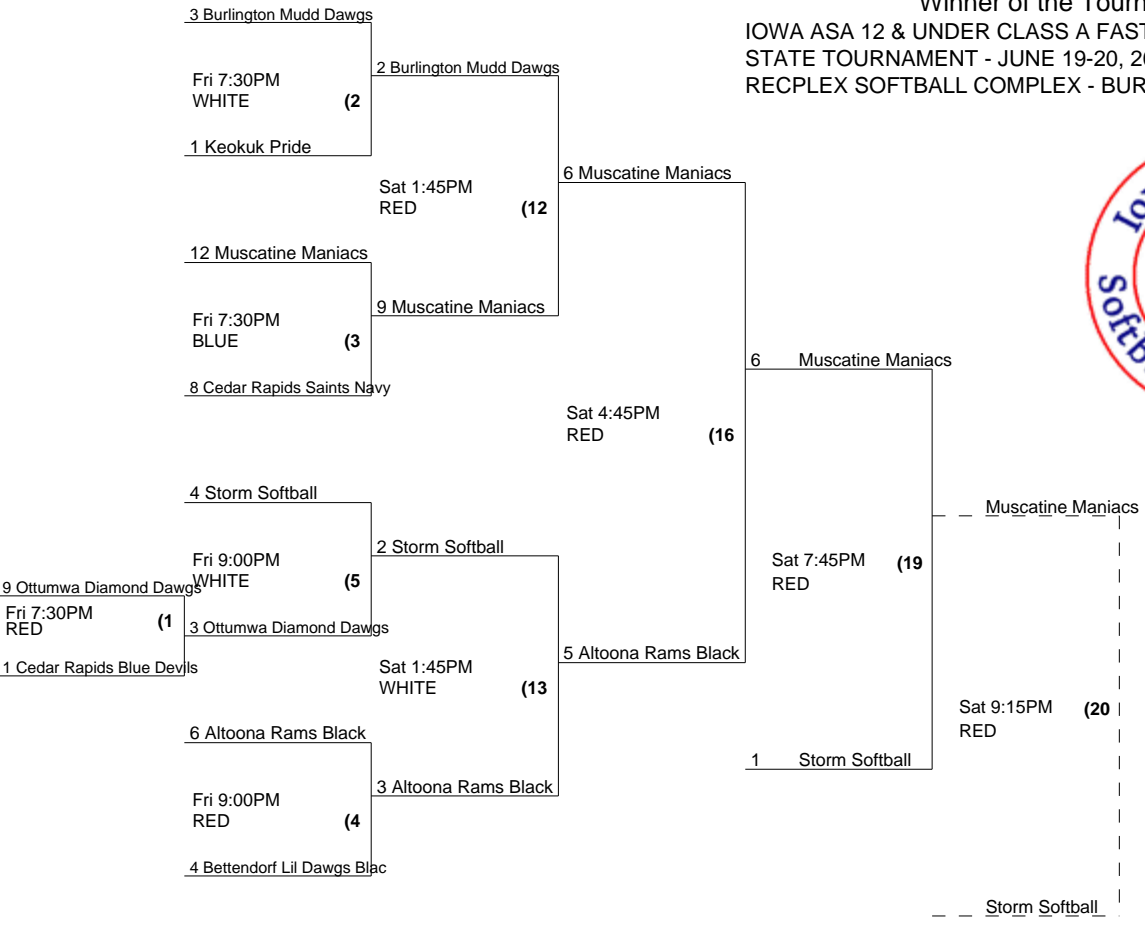 Winner of the Tourn
IOWA ASA 12 & UNDER CLASS A FAST
STATE TOURNAMENT - JUNE 19-20, 20
RECPLEX SOFTBALL COMPLEX - BUR
3 Burlington Mudd Dawgs
Fri 7:30PM
WHITE (2
1 Keokuk Pride
2 Burlington Mudd Dawgs
Sat 1:45PM
RED (12
12 Muscatine Maniacs
Fri 7:30PM
BLUE (3
8 Cedar Rapids Saints Navy
9 Muscatine Maniacs
6 Muscatine Maniacs
Sat 4:45PM
RED (16
4 Storm Softball
Fri 9:00PM
WHITE (5
9 Ottumwa Diamond Dawgs
Fri 7:30PM
RED (1
1 Cedar Rapids Blue Devils
3 Ottumwa Diamond Dawgs
2 Storm Softball
Sat 1:45PM
WHITE (13
6 Altoona Rams Black
Fri 9:00PM
RED (4
4 Bettendorf Lil Dawgs Blac
3 Altoona Rams Black
5 Altoona Rams Black
6 Muscatine Maniacs
Sat 7:45PM
RED (19
1 Storm Softball
Muscatine Maniacs
Sat 9:15PM
RED (20
Storm Softball
Softb